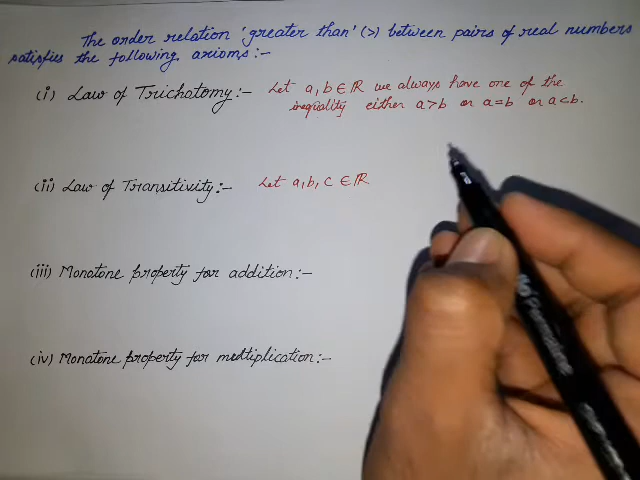 The order relation 'greater than' (>) between pairs of real numbers
satisfies the following axioms:-
(i) Law of Trichotomy:- Let a, b ∈ ℝ we always have one of the
inequality either a>b or a=b or a<b.
(ii) Law of Transitivity:- Let a, b, c ∈ ℝ
(iii) Monotone property for addition:-
(iv) Monotone property for multiplication:-